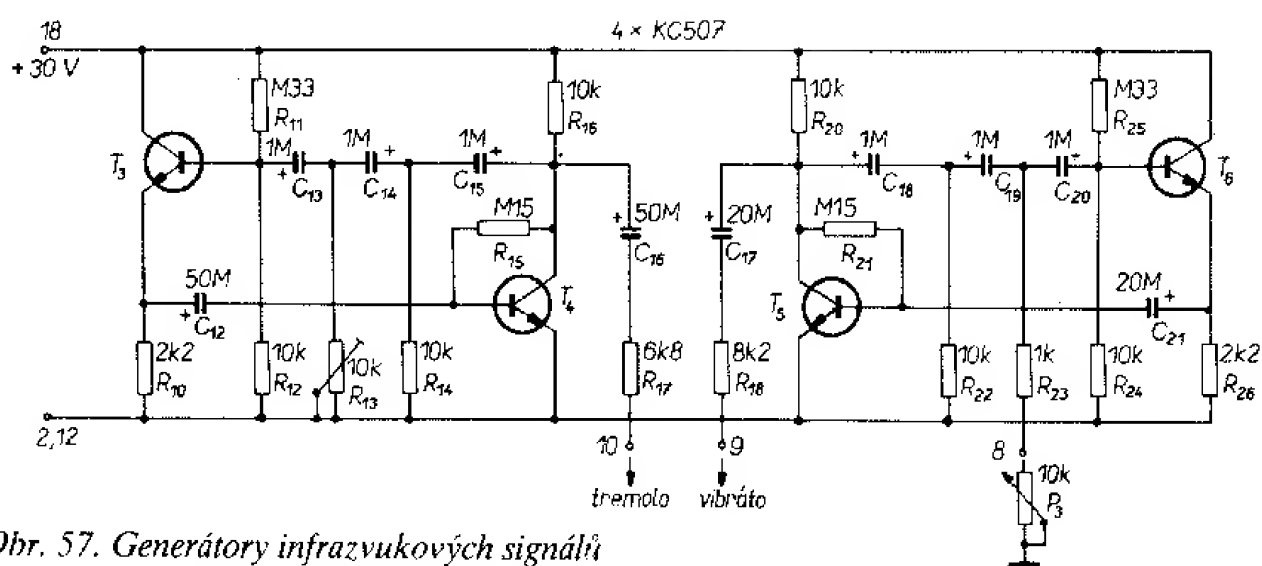 18
+ 30 V
4 × KC507
M33
R11
10k
R16
10k
R20
M33
R25
T3
1M
C13
1M
C14
1M
C15
1M
C18
1M
C19
1M
C20
T6
M15
R15
50M
C16
20M
C17
M15
R21
50M
C12
T4
T5
20M
C21
2k2
R10
10k
R12
10k
R13
10k
R14
6k8
R17
8k2
R18
10k
R22
1k
R23
10k
R24
2k2
R26
2,12
10
9
8
tremolo
vibráto
10k
P3
Obr. 57. Generátory infrazvukových signálů